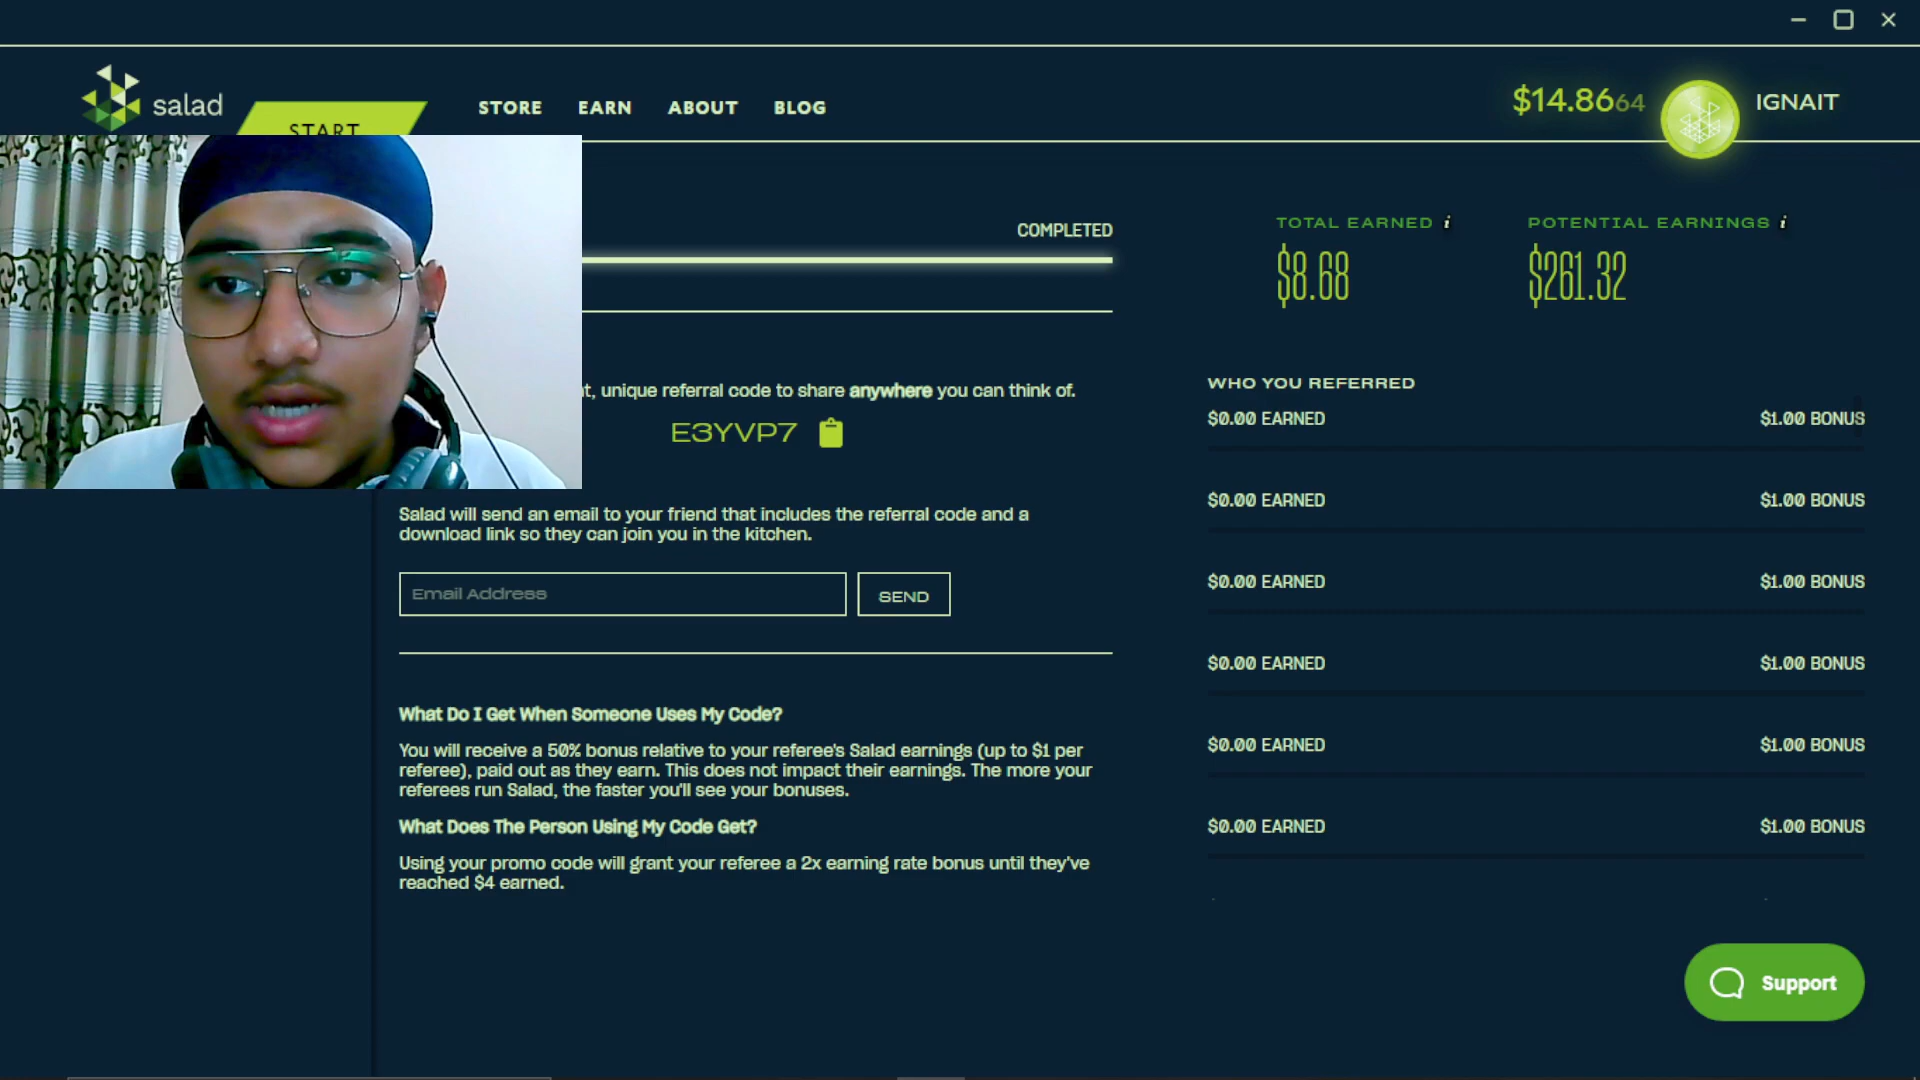 salad
START
STORE
EARN
ABOUT
BLOG
$14.8664
IGNAIT
COMPLETED
unique referral code to share anywhere you can think of.
E3YVP7
Salad will send an email to your friend that includes the referral code and a
download link so they can join you in the kitchen.
Email Address
SEND
What Do I Get When Someone Uses My Code?
You will receive a 50% bonus relative to your referee's Salad earnings (up to $1 per
referee), paid out as they earn. This does not impact their earnings. The more your
referees run Salad, the faster you'll see your bonuses.
What Does The Person Using My Code Get?
Using your promo code will grant your referee a 2x earning rate bonus until they've
reached $4 earned.
TOTAL EARNED i
$8.68
POTENTIAL EARNINGS i
$261.32
WHO YOU REFERRED
$0.00 EARNED $1.00 BONUS
$0.00 EARNED $1.00 BONUS
$0.00 EARNED $1.00 BONUS
$0.00 EARNED $1.00 BONUS
$0.00 EARNED $1.00 BONUS
$0.00 EARNED $1.00 BONUS
Support